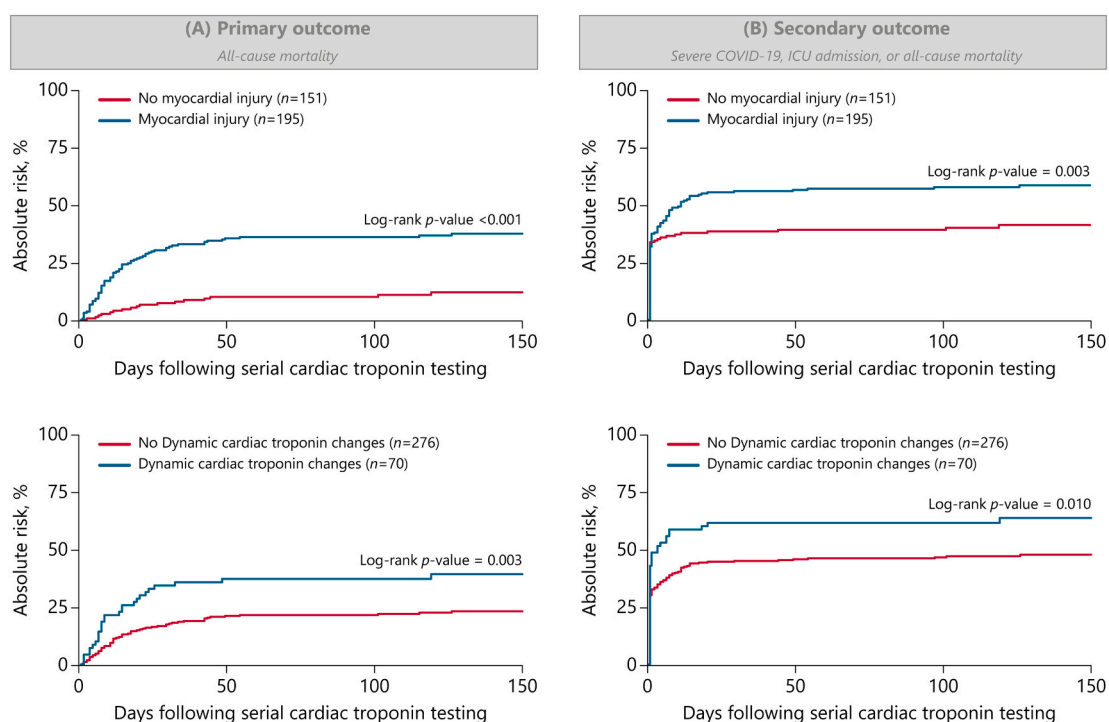 (A) Primary outcome
All-cause mortality
100
75
50
25
0
Absolute risk, %
No myocardial injury (n=151)
Myocardial injury (n=195)
Log-rank p-value <0.001
0 50 100 150
Days following serial cardiac troponin testing
(B) Secondary outcome
Severe COVID-19, ICU admission, or all-cause mortality
100
75
50
25
0
Absolute risk, %
No myocardial injury (n=151)
Myocardial injury (n=195)
Log-rank p-value = 0.003
0 50 100 150
Days following serial cardiac troponin testing
100
75
50
25
0
Absolute risk, %
No Dynamic cardiac troponin changes (n=276)
Dynamic cardiac troponin changes (n=70)
Log-rank p-value = 0.003
0 50 100 150
Days following serial cardiac troponin testing
100
75
50
25
0
Absolute risk, %
No Dynamic cardiac troponin changes (n=276)
Dynamic cardiac troponin changes (n=70)
Log-rank p-value = 0.010
0 50 100 150
Days following serial cardiac troponin testing